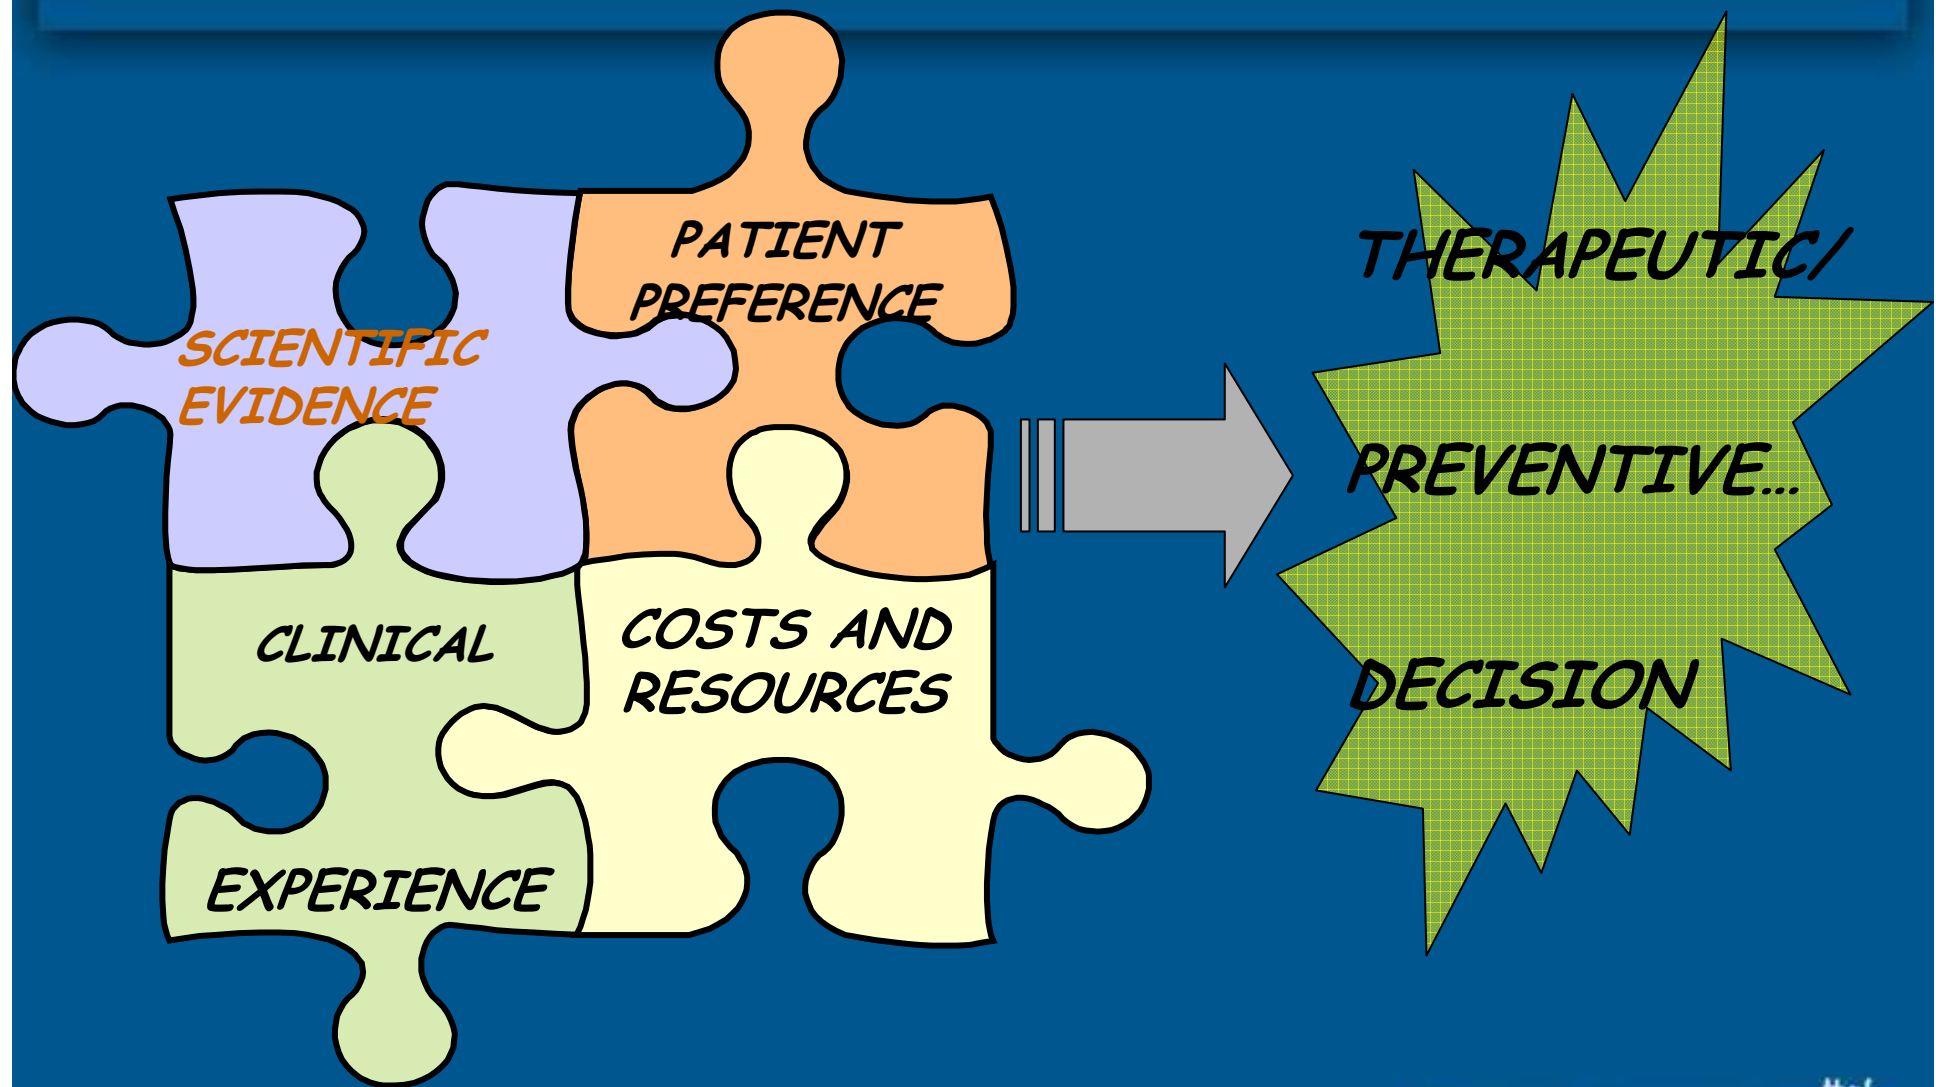 PATIENT
PREFERENCE
SCIENTIFIC
EVIDENCE
CLINICAL
EXPERIENCE
COSTS AND
RESOURCES
THERAPEUTIC/
PREVENTIVE...
DECISION